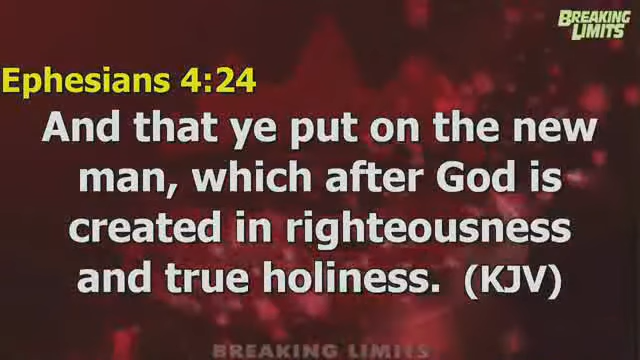 BREAKING
LIMITS
Ephesians 4:24
And that ye put on the new
man, which after God is
created in righteousness
and true holiness. (KJV)
BREAKING LIMITS